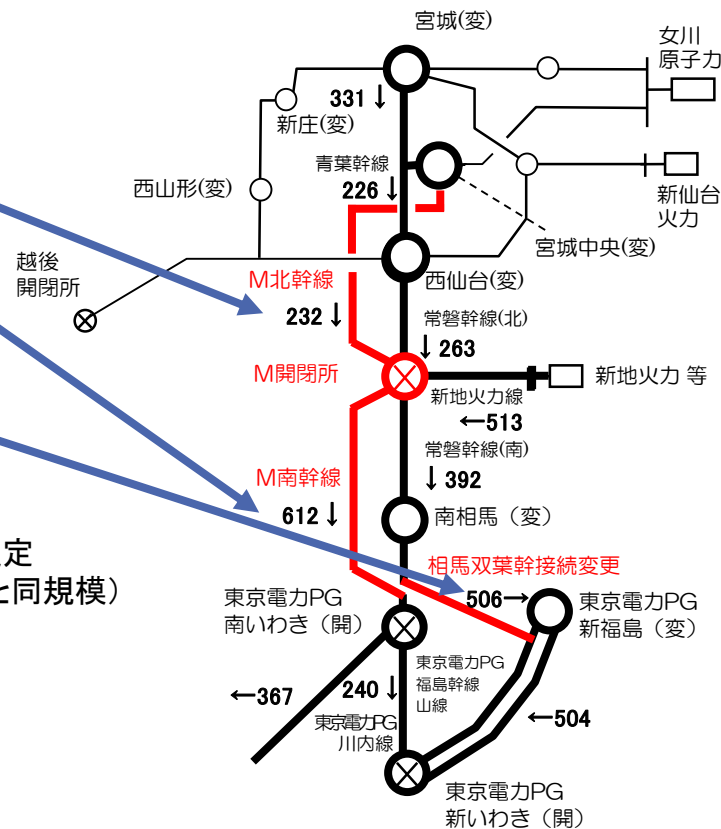 宮城(変)
女川
原子力
331 ↓
新庄(変)
青葉幹線
西山形(変)
226 ↓
新仙台
火力
宮城中央(変)
越後
開閉所
M北幹線
西仙台(変)
232 ↓
常磐幹線(北)
↓ 263
M開閉所
新地火力 等
新地火力線
←513
常磐幹線(南)
M南幹線
↓ 392
612 ↓
南相馬（変）
定
と同規模）
相馬双葉幹接続変更
506→
東京電力PG
南いわき（開）
東京電力PG
新福島（変）
東京電力PG
福島幹線
山線
←367
240 ↓
←504
東京電力PG
川内線
東京電力PG
新いわき（開）